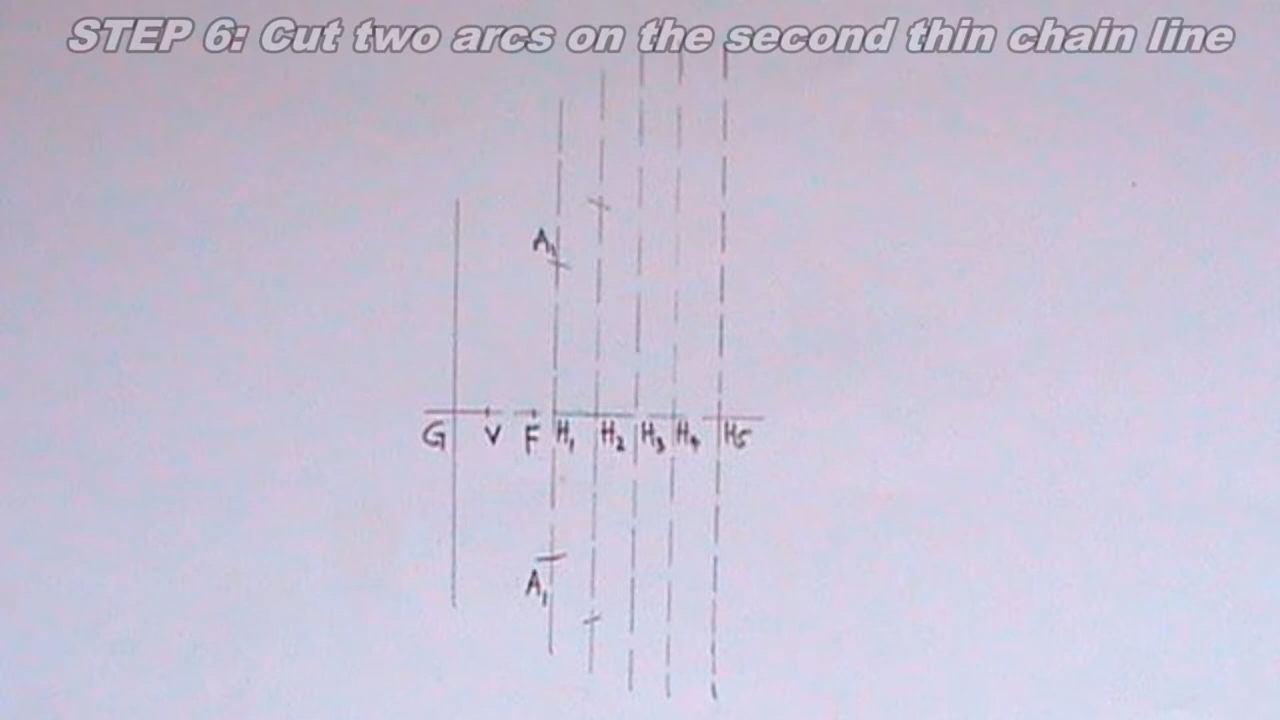 STEP 6: Cut two arcs on the second thin chain line
A₁
G V F H₁ H₂ H₃ H₄ H₅
A₁